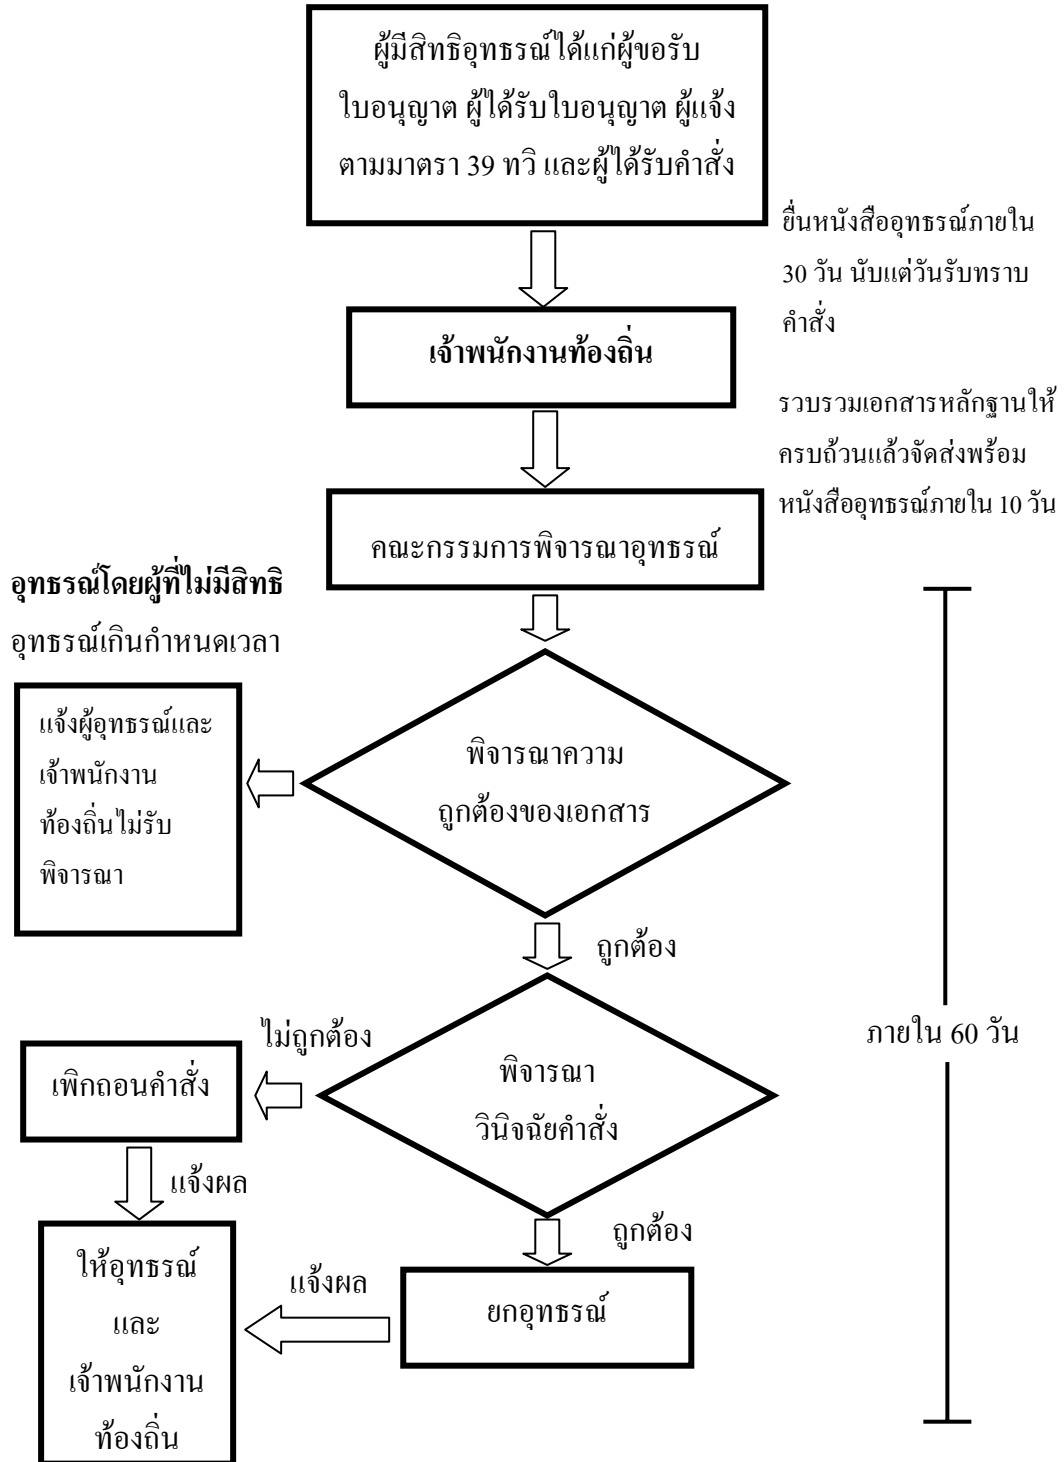 ผู้มีสิทธิอุทธรณ์ได้แก่ผู้ขอรับ
ใบอนุญาต ผู้ได้รับใบอนุญาต ผู้แจ้ง
ตามมาตรา 39 ทวิ และผู้ได้รับคำสั่ง
ยื่นหนังสืออุทธรณ์ภายใน
30 วัน นับแต่วันรับทราบ
คำสั่ง
เจ้าพนักงานท้องถิ่น
รวบรวมเอกสารหลักฐานให้
ครบถ้วนแล้วจัดส่งพร้อม
หนังสืออุทธรณ์ภายใน 10 วัน
คณะกรรมการพิจารณาอุทธรณ์
อุทธรณ์โดยผู้ที่ไม่มีสิทธิ
อุทธรณ์เกินกำหนดเวลา
แจ้งผู้อุทธรณ์และ
เจ้าพนักงาน
ท้องถิ่นไม่รับ
พิจารณา
พิจารณาความ
ถูกต้องของเอกสาร
ถูกต้อง
ภายใน 60 วัน
ไม่ถูกต้อง
เพิกถอนคำสั่ง
พิจารณา
วินิจฉัยคำสั่ง
แจ้งผล
ถูกต้อง
แจ้งผล
ยกอุทธรณ์
ให้อุทธรณ์
และ
เจ้าพนักงาน
ท้องถิ่น